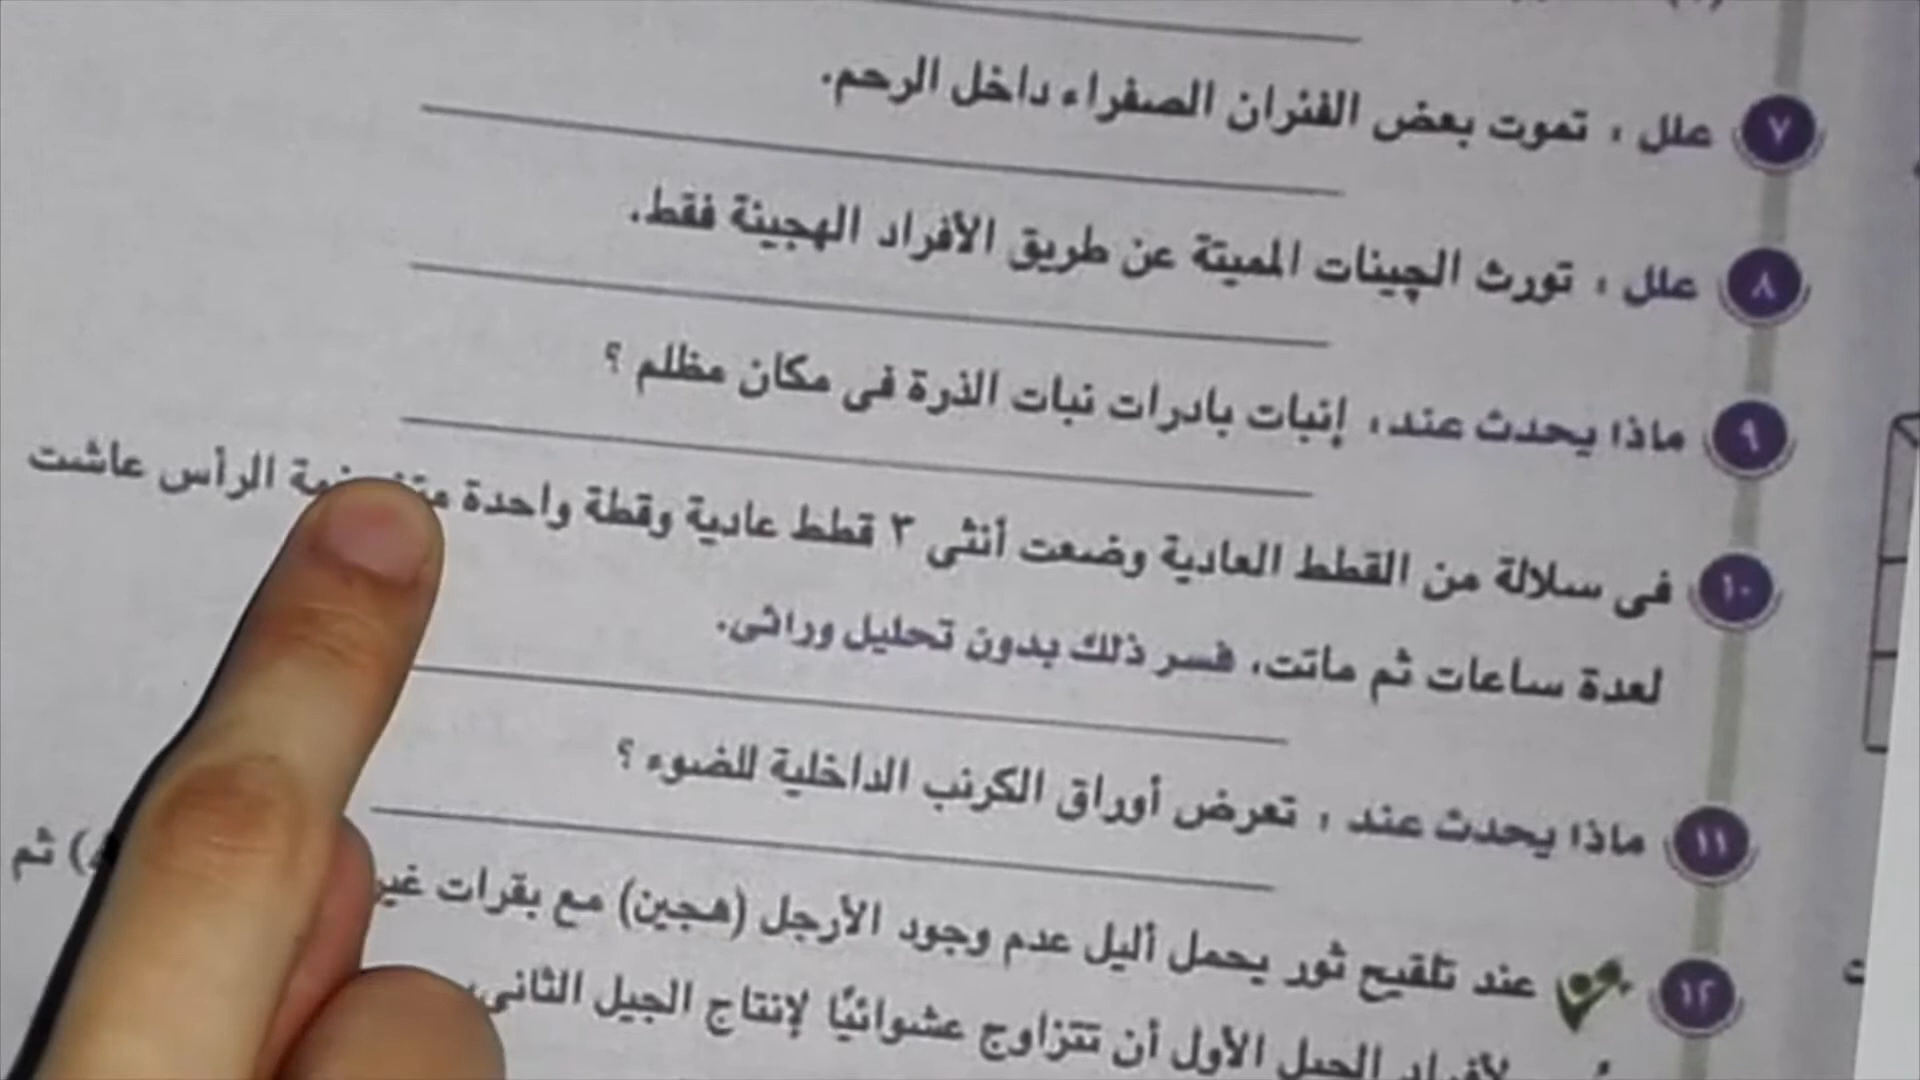 ٧ علل : تموت بعض الفئران الصفراء داخل الرحم.
٨ علل : تورث الچينات المميتة عن طريق الأفراد الهجينة فقط.
٩ ماذا يحدث عند : إنبات بادرات نبات الذرة فى مكان مظلم ؟
١٠ فى سلالة من القطط العادية وضعت أنثى ٣ قطط عادية وقطة واحدة الرأس عاشت
لعدة ساعات ثم ماتت، فسر ذلك بدون تحليل وراثى.
١١ ماذا يحدث عند : تعرض أوراق الكرنب الداخلية للضوء ؟
١٢ عند تلقيح ثور يحمل أليل عدم وجود الأرجل (هجين) مع بقرات ثم
الجيل الأول أن تتزاوج عشوائيًا لإنتاج الجيل الثانى